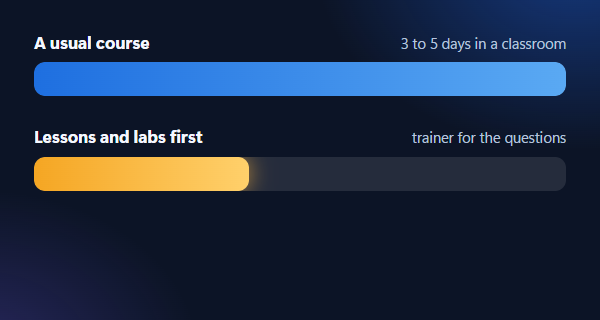 A usual course
3 to 5 days in a classroom
Lessons and labs first
trainer for the questions